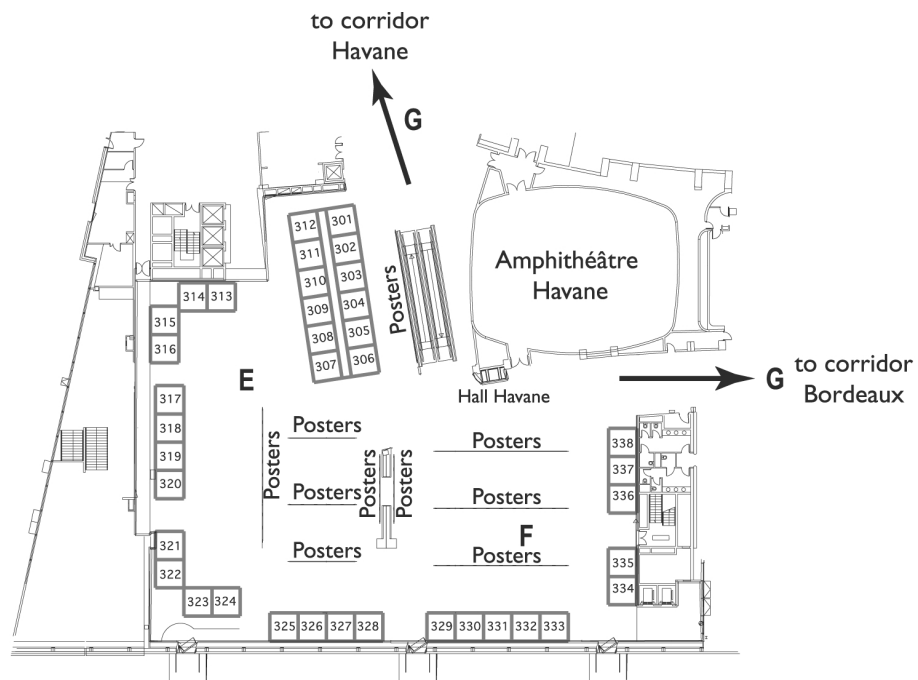 to corridor
Havane
G
312
301
311
302
310
303
309
304
308
305
307
306
Posters
Amphithéâtre
Havane
314
313
315
316
E
G
to corridor
Bordeaux
Hall Havane
317
318
319
320
Posters
Posters
Posters
Posters
Posters
Posters
Posters
Posters
Posters
F
338
337
336
335
334
321
322
323
324
325
326
327
328
329
330
331
332
333